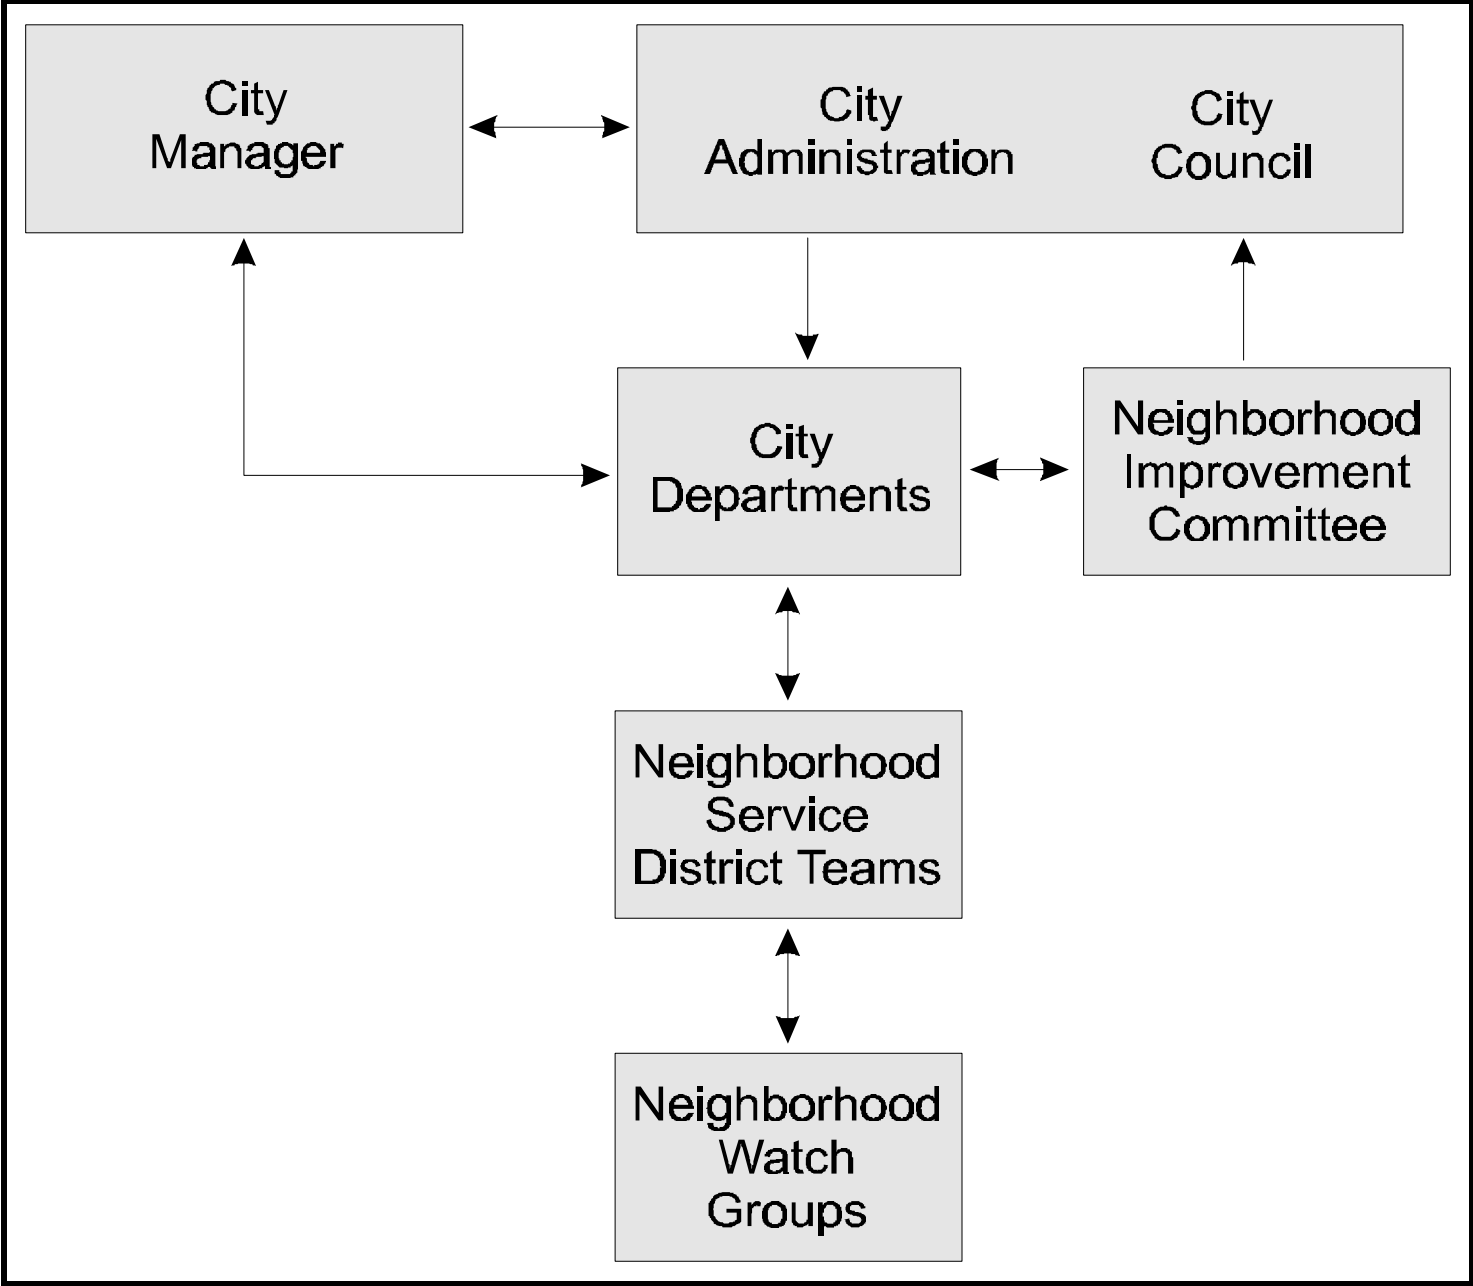 City
Manager
City
Administration
City
Council
City
Departments
Neighborhood
Improvement
Committee
Neighborhood
Service
District Teams
Neighborhood
Watch
Groups